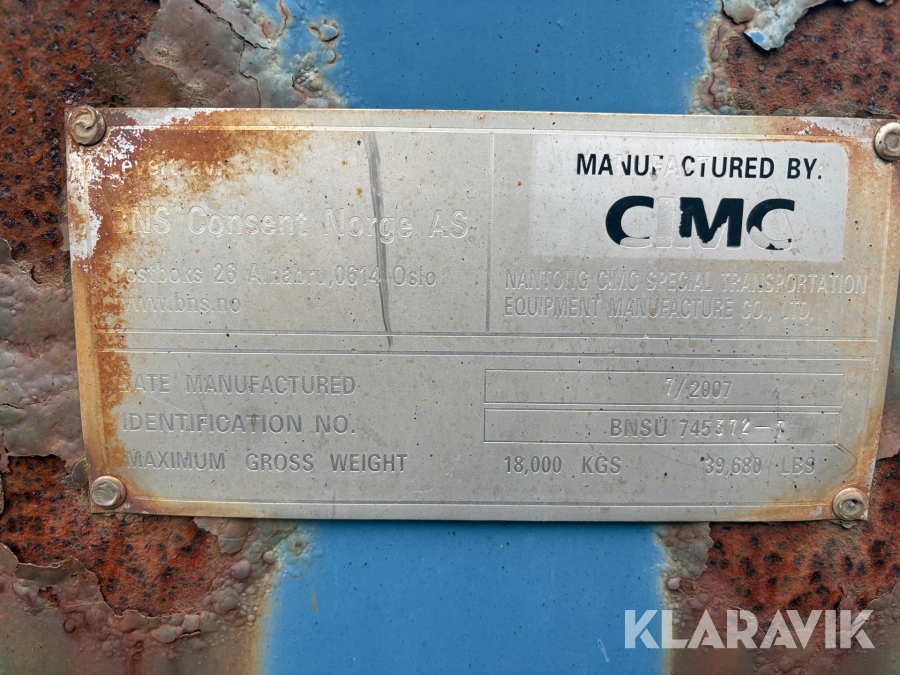 BNS Consent Norge AS
Postboks 26 Alnabru,0614 Oslo
www.bns.no
MANUFACTURED BY:
CIMC
NANTONG CIMC SPECIAL TRANSPORTATION
EQUIPMENT MANUFACTURE CO., LTD.
DATE MANUFACTURED 7/2007
IDENTIFICATION NO. BNSU
MAXIMUM GROSS WEIGHT 18,000 KGS 39,680 LBS
KLARAVIK